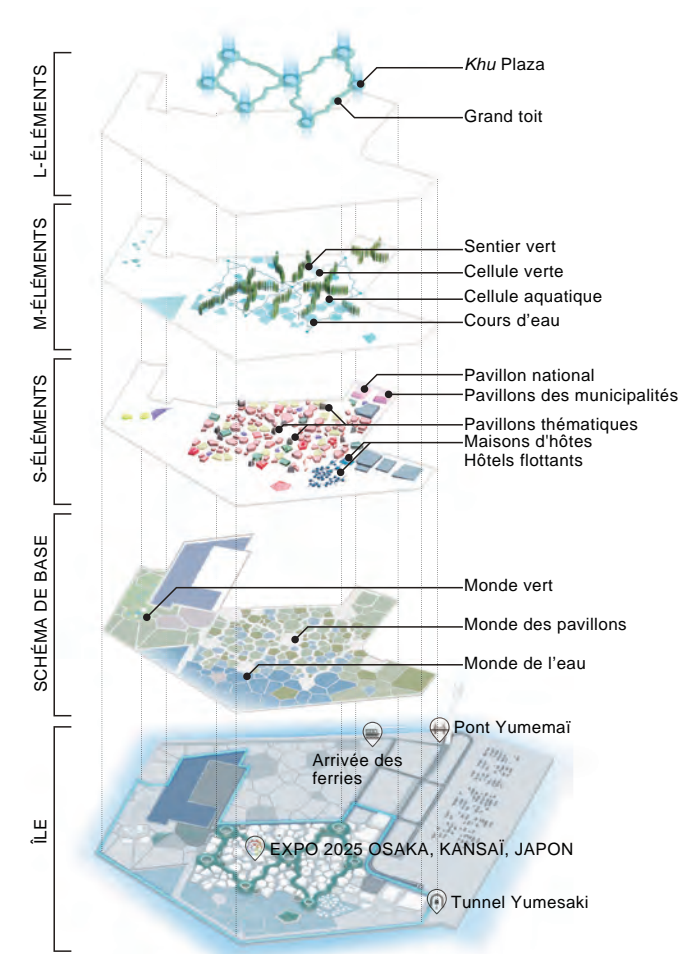 L-ÉLÉMENTS
Khu Plaza
Grand toit
M-ÉLÉMENTS
Sentier vert
Cellule verte
Cellule aquatique
Cours d'eau
S-ÉLÉMENTS
Pavillon national
Pavillons des municipalités
Pavillons thématiques
Maisons d'hôtes
Hôtels flottants
SCHÉMA DE BASE
Monde vert
Monde des pavillons
Monde de l'eau
ÎLE
Pont Yumemaï
Arrivée des
ferries
EXPO 2025 OSAKA, KANSAÏ, JAPON
Tunnel Yumesaki